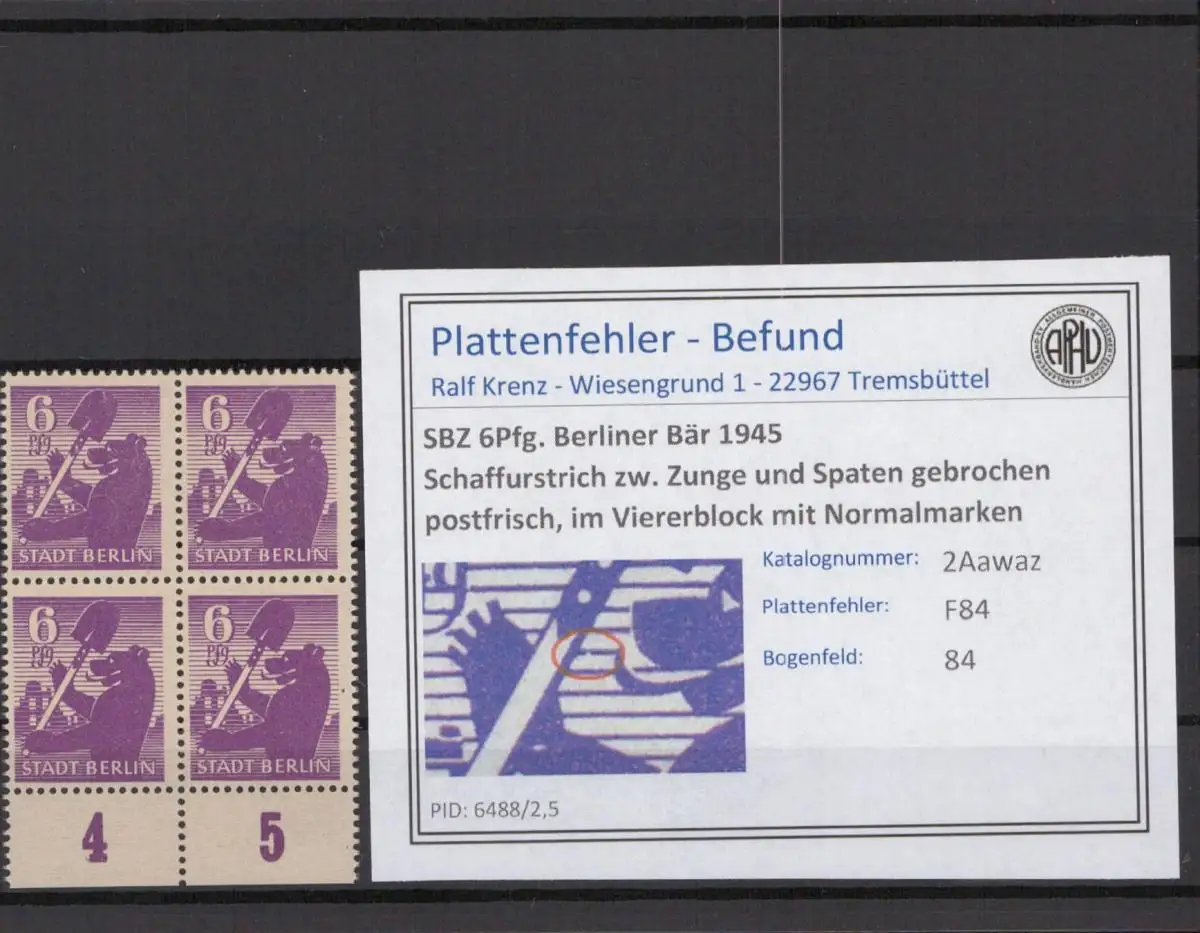 6
Pfg
STADT BERLIN
6
Pfg
STADT BERLIN
6
Pfg
STADT BERLIN
6
Pfg
STADT BERLIN
4
5
Plattenfehler - Befund
Ralf Krenz - Wiesengrund 1 - 22967 Tremsbüttel
APHV
SBZ 6Pfg. Berliner Bär 1945
Schaffurstrich zw. Zunge und Spaten gebrochen
postfrisch, im Viererblock mit Normalmarken
Katalognummer: 2Aawaz
Plattenfehler: F84
Bogenfeld: 84
PID: 6488/2,5